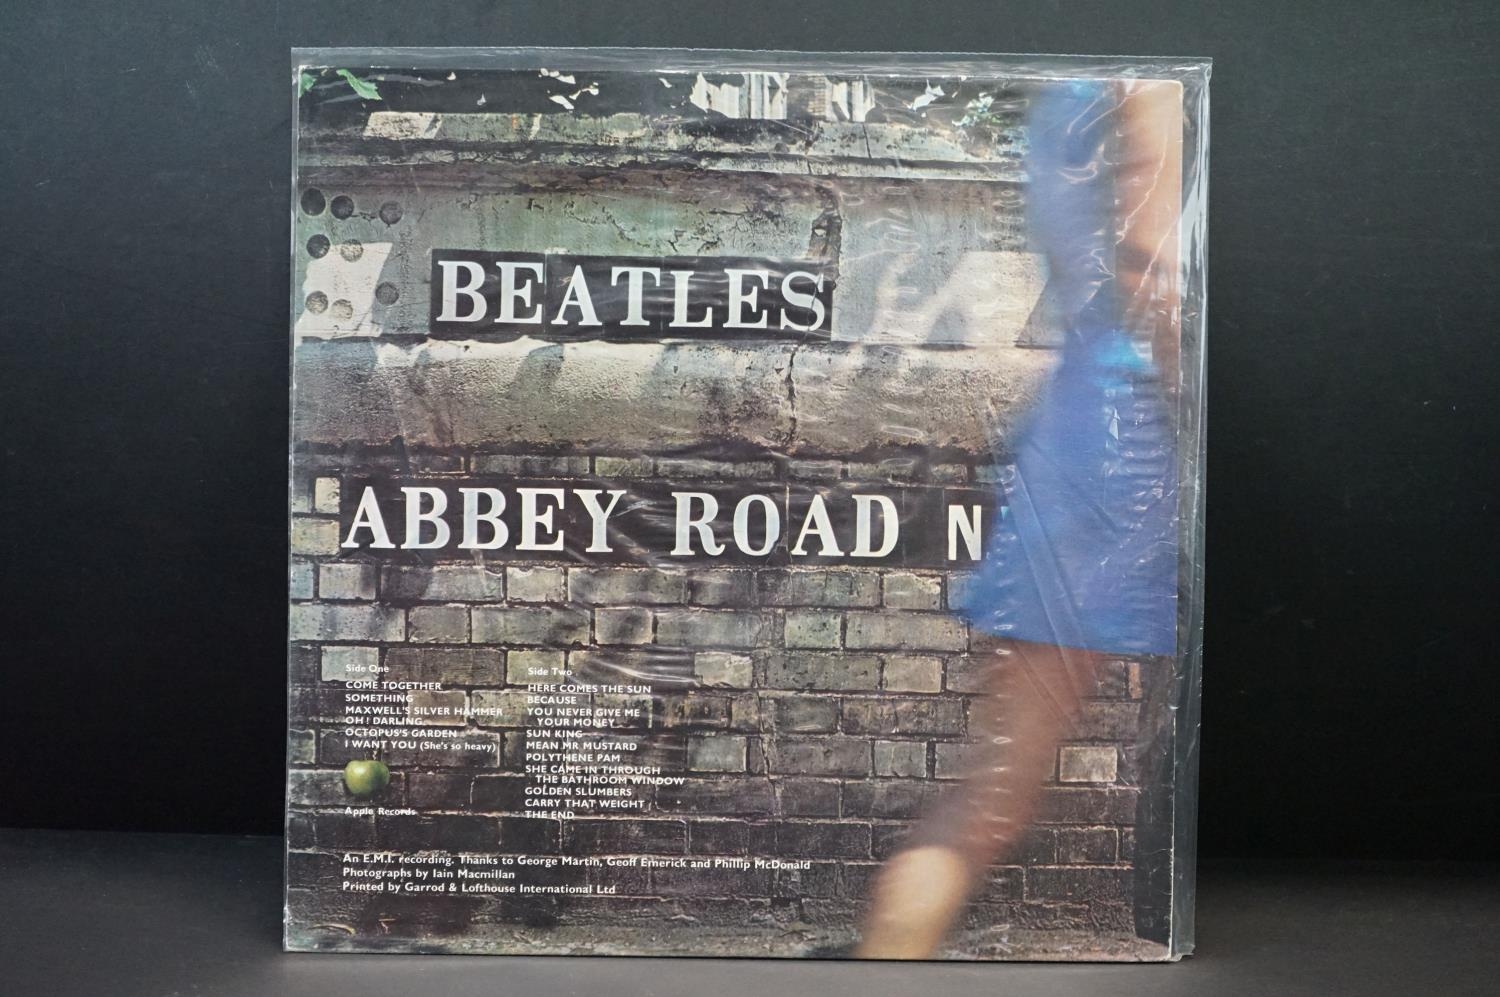 BEATLES
ABBEY ROAD N
Side One
COME TOGETHER
SOMETHING
MAXWELL'S SILVER HAMMER
OH! DARLING
OCTOPUS'S GARDEN
I WANT YOU (She's so heavy)
Apple Records
Side Two
HERE COMES THE SUN
BECAUSE
YOU NEVER GIVE ME
YOUR MONEY
SUN KING
MEAN MR MUSTARD
POLYTHENE PAM
SHE CAME IN THROUGH
THE BATHROOM WINDOW
GOLDEN SLUMBERS
CARRY THAT WEIGHT
THE END
An E.M.I. recording. Thanks to George Martin, Geoff Emerick and Phillip McDonald
Photographs by Iain Macmillan
Printed by Garrod & Lofthouse International Ltd